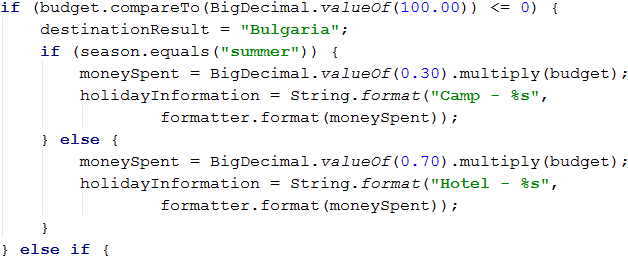 if (budget.compareTo(BigDecimal.valueOf(100.00)) <= 0) {
    destinationResult = "Bulgaria";
    if (season.equals("summer")) {
        moneySpent = BigDecimal.valueOf(0.30).multiply(budget);
        holidayInformation = String.format("Camp - %s",
                formatter.format(moneySpent));
    } else {
        moneySpent = BigDecimal.valueOf(0.70).multiply(budget);
        holidayInformation = String.format("Hotel - %s",
                formatter.format(moneySpent));
    }
} else if {